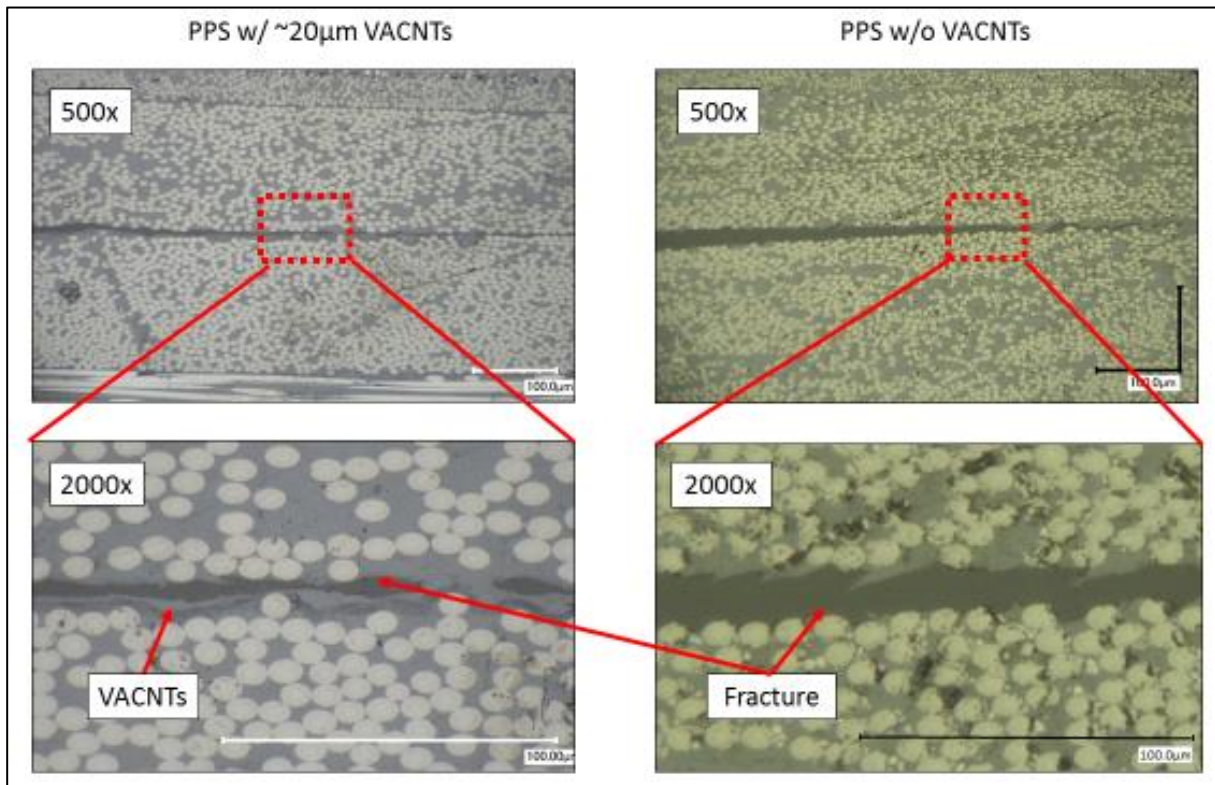 PPS w/ ~20µm VACNTs
PPS w/o VACNTs
500x
500x
100.0µm
100.0µm
2000x
2000x
VACNTs
Fracture
100.00µm
100.0µm